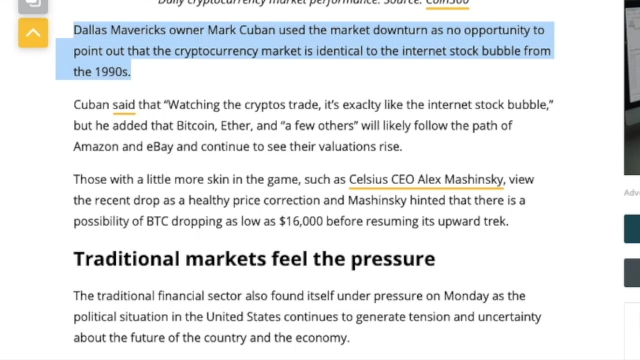 Daily cryptocurrency market performance. Source: Coin360
Dallas Mavericks owner Mark Cuban used the market downturn as no opportunity to
point out that the cryptocurrency market is identical to the internet stock bubble from
the 1990s.
Cuban said that “Watching the cryptos trade, it’s exaclty like the internet stock bubble,”
but he added that Bitcoin, Ether, and “a few others” will likely follow the path of
Amazon and eBay and continue to see their valuations rise.
Those with a little more skin in the game, such as Celsius CEO Alex Mashinsky, view
the recent drop as a healthy price correction and Mashinsky hinted that there is a
possibility of BTC dropping as low as $16,000 before resuming its upward trek.
Traditional markets feel the pressure
The traditional financial sector also found itself under pressure on Monday as the
political situation in the United States continues to generate tension and uncertainty
about the future of the country and the economy.